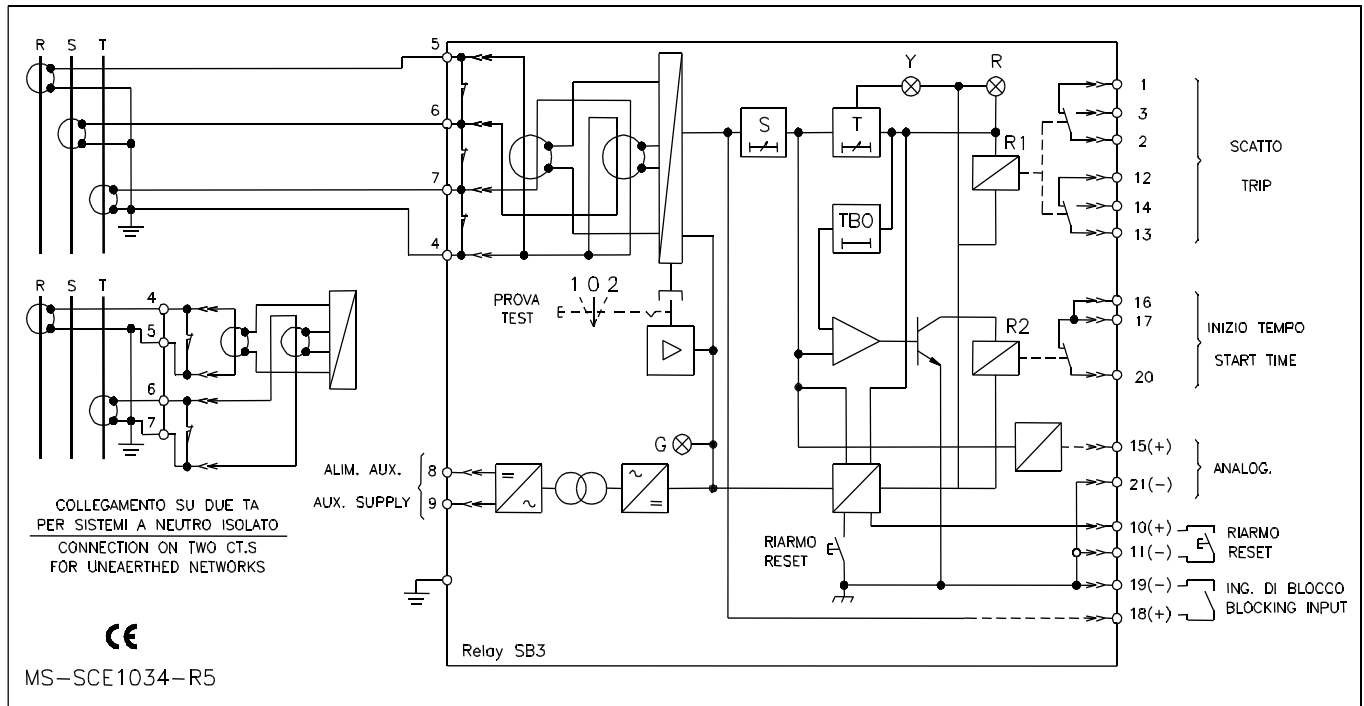 R S T
5
6
7
4
R S T
4
5
6
7
COLLEGAMENTO SU DUE TA
PER SISTEMI A NEUTRO ISOLATO
CONNECTION ON TWO CT.S
FOR UNEAERTHED NETWORKS
CE
MS-SCE1034-R5
PROVA
TEST
1 0 2
S
T
Y
R
R1
TBO
R2
G
ALIM. AUX.
AUX. SUPPLY
8
9
RIARMO
RESET
Relay SB3
1
3
2
12
14
13
SCATTO
TRIP
16
17
20
INIZIO TEMPO
START TIME
15(+)
21(-)
ANALOG.
10(+)
11(-)
RIARMO
RESET
19(-)
18(+)
ING. DI BLOCCO
BLOCKING INPUT